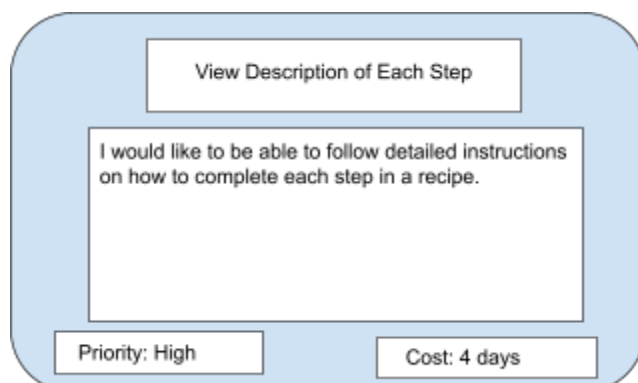 View Description of Each Step
I would like to be able to follow detailed instructions
on how to complete each step in a recipe.
Priority: High
Cost: 4 days